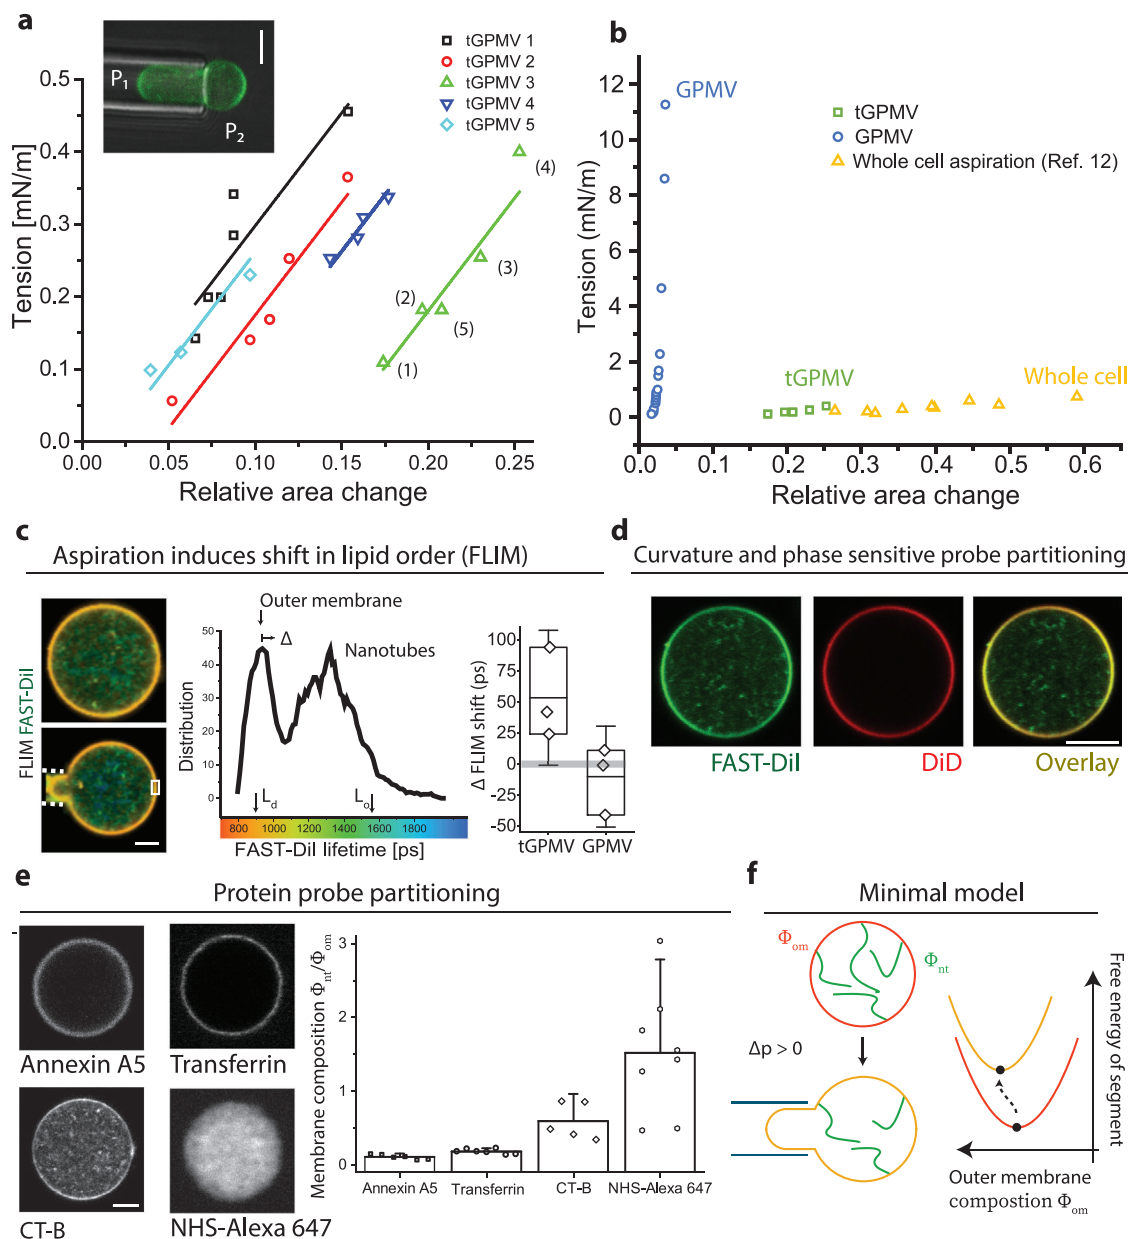 a
Tension [mN/m]
0.5
0.4
0.3
0.2
0.1
0.0
P1
P2
tGPMV 1
tGPMV 2
tGPMV 3
tGPMV 4
tGPMV 5
(4)
(3)
(2)
(5)
(1)
0.00
0.05
0.10
0.15
0.20
0.25
Relative area change
b
Tension (mN/m)
12
10
8
6
4
2
0
GPMV
tGPMV
GPMV
Whole cell aspiration (Ref. 12)
tGPMV
Whole cell
0.0
0.1
0.2
0.3
0.4
0.5
0.6
Relative area change
c
Aspiration induces shift in lipid order (FLIM)
FLIM FAST-DiI
Outer membrane
Δ
Nanotubes
Distribution
50
40
30
20
10
0
Ld
Lo
800
1000
1200
1400
1600
1800
FAST-DiI lifetime [ps]
Δ FLIM shift (ps)
100
50
0
-50
tGPMV
GPMV
d
Curvature and phase sensitive probe partitioning
FAST-DiI
DiD
Overlay
e
Protein probe partitioning
Annexin A5
Transferrin
CT-B
NHS-Alexa 647
Membrane composition Φnt/Φom
3
2
1
0
Annexin A5
Transferrin
CT-B
NHS-Alexa 647
f
Minimal model
Φom
Φnt
Δp > 0
Free energy of
segment
Outer membrane
compostion Φom